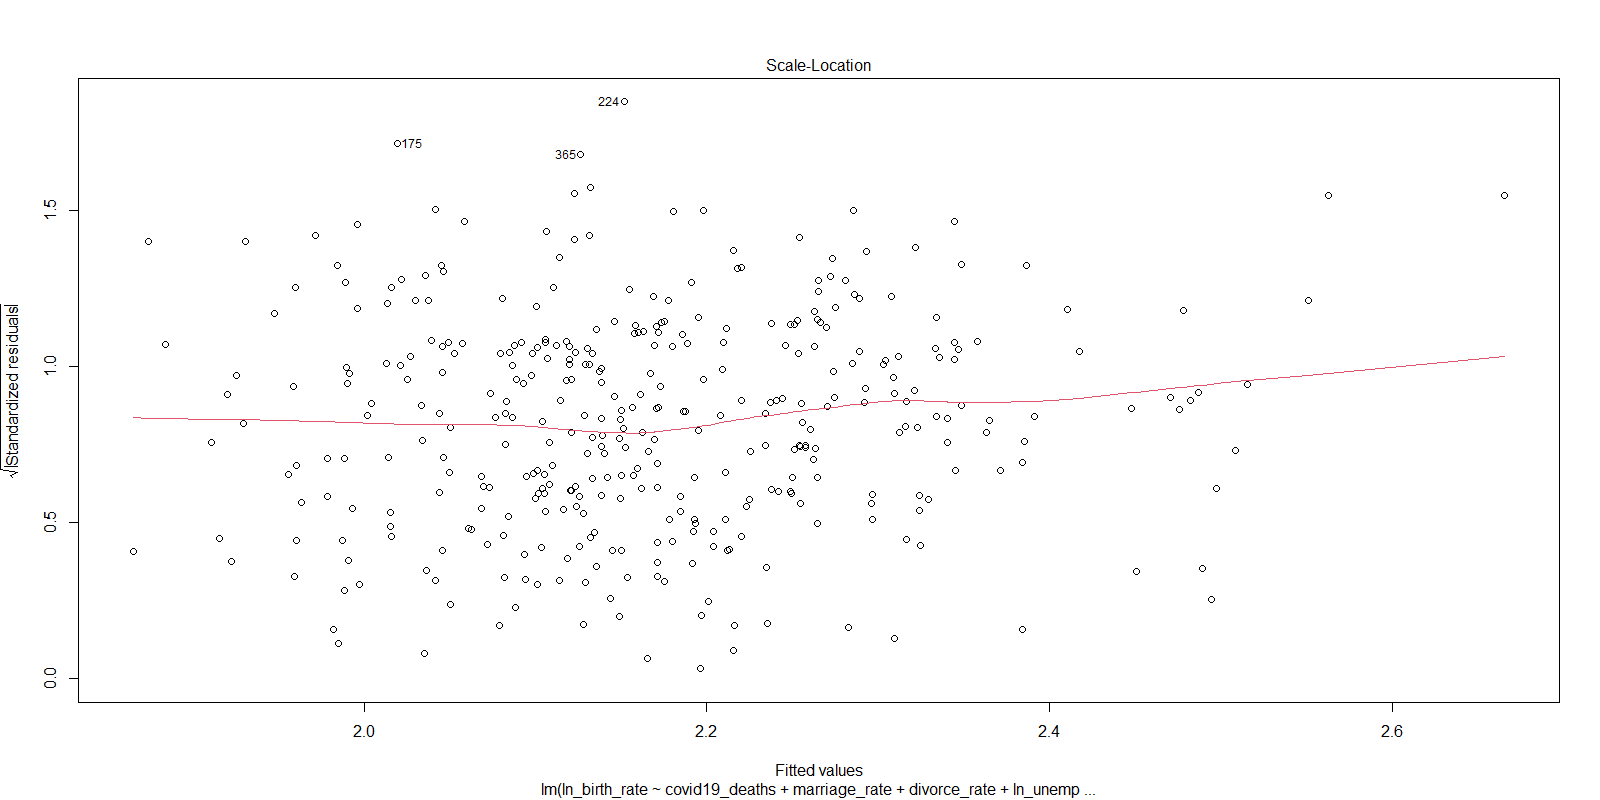 Scale-Location
224
175
365
1.5
1.0
0.5
0.0
√|Standardized residuals|
2.0 2.2 2.4 2.6
Fitted values
lm(ln_birth_rate ~ covid19_deaths + marriage_rate + divorce_rate + ln_unemp ...